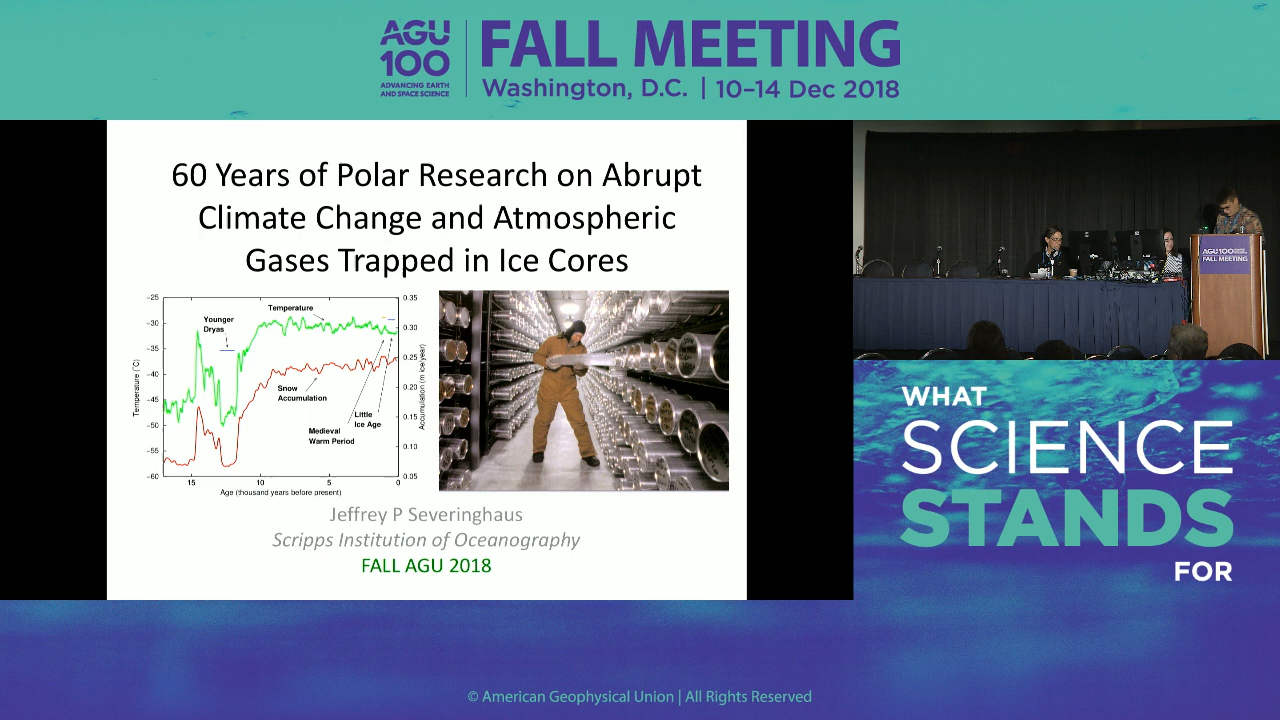 AGU
100
ADVANCING EARTH
AND SPACE SCIENCE
FALL MEETING
Washington, D.C. | 10–14 Dec 2018
60 Years of Polar Research on Abrupt
Climate Change and Atmospheric
Gases Trapped in Ice Cores
−25
−30
−35
−40
−45
−50
−55
−60
Temperature (°C)
0.35
0.30
0.25
0.20
0.15
0.10
0.05
Accumulation (m ice/year)
Younger
Dryas
Temperature
Snow
Accumulation
Little
Ice Age
Medieval
Warm Period
15
10
5
0
Age (thousand years before present)
Jeffrey P Severinghaus
Scripps Institution of Oceanography
FALL AGU 2018
AGU100
FALL MEETING
WHAT
SCIENCE
STANDS
FOR
© American Geophysical Union | All Rights Reserved